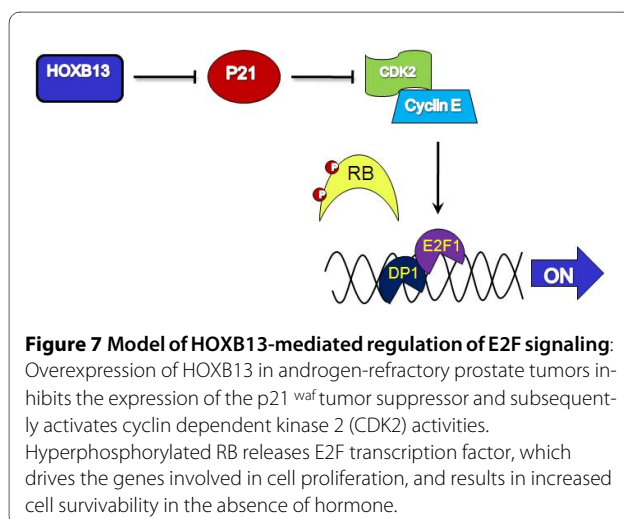 HOXB13
P21
CDK2
Cyclin E
P
RB
P
E2F1
DP1
ON
Figure 7 Model of HOXB13-mediated regulation of E2F signaling:
Overexpression of HOXB13 in androgen-refractory prostate tumors in-
hibits the expression of the p21 waf tumor suppressor and subsequent-
ly activates cyclin dependent kinase 2 (CDK2) activities.
Hyperphosphorylated RB releases E2F transcription factor, which
drives the genes involved in cell proliferation, and results in increased
cell survivability in the absence of hormone.